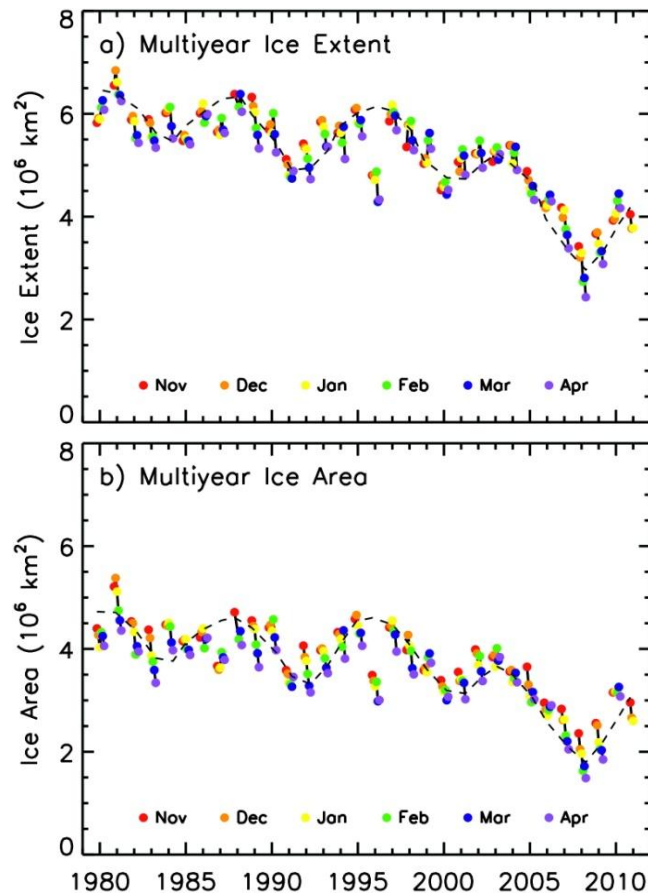 8
a) Multiyear Ice Extent
6
4
2
0
Ice Extent (10⁶ km²)
Nov Dec Jan Feb Mar Apr
8
b) Multiyear Ice Area
6
4
2
0
Ice Area (10⁶ km²)
Nov Dec Jan Feb Mar Apr
1980 1985 1990 1995 2000 2005 2010